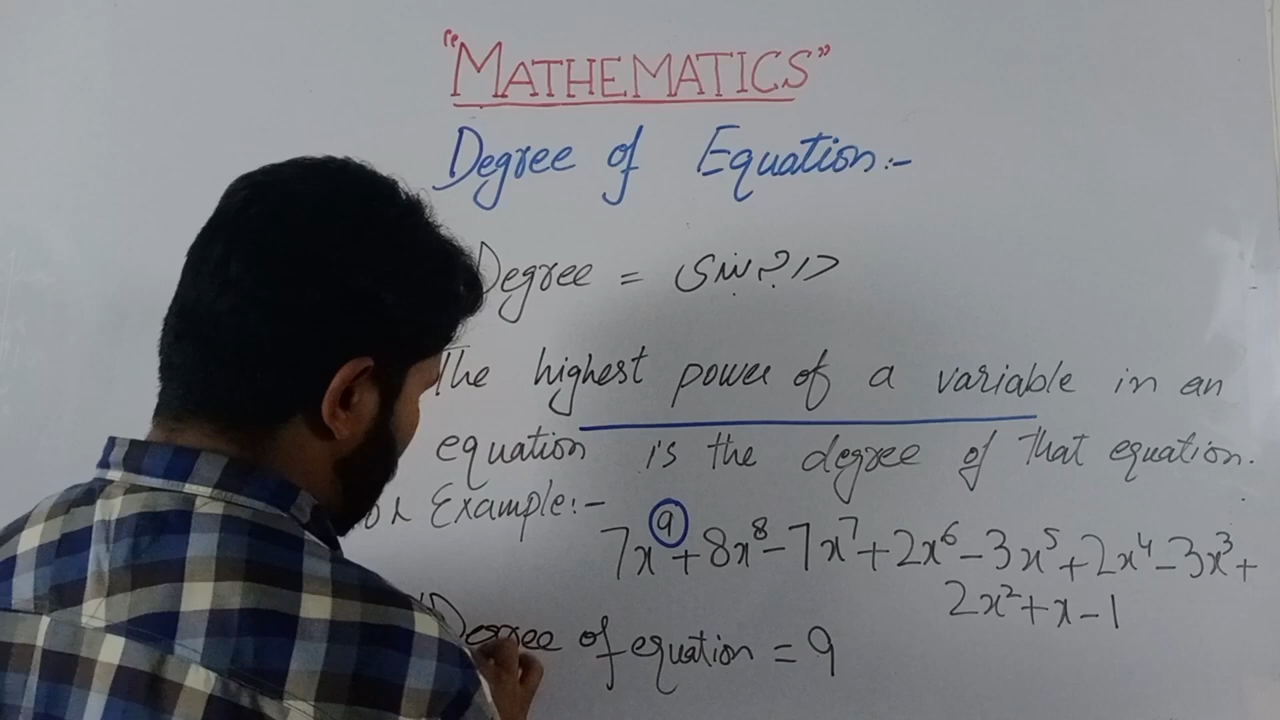 "MATHEMATICS"
Degree of Equation:-
Degree =
The highest power of a variable in an
equation is the degree of that equation.
Example:-
7x⁹+8x⁸-7x⁷+2x⁶-3x⁵+2x⁴-3x³+
2x²+x-1
Degree of equation = 9